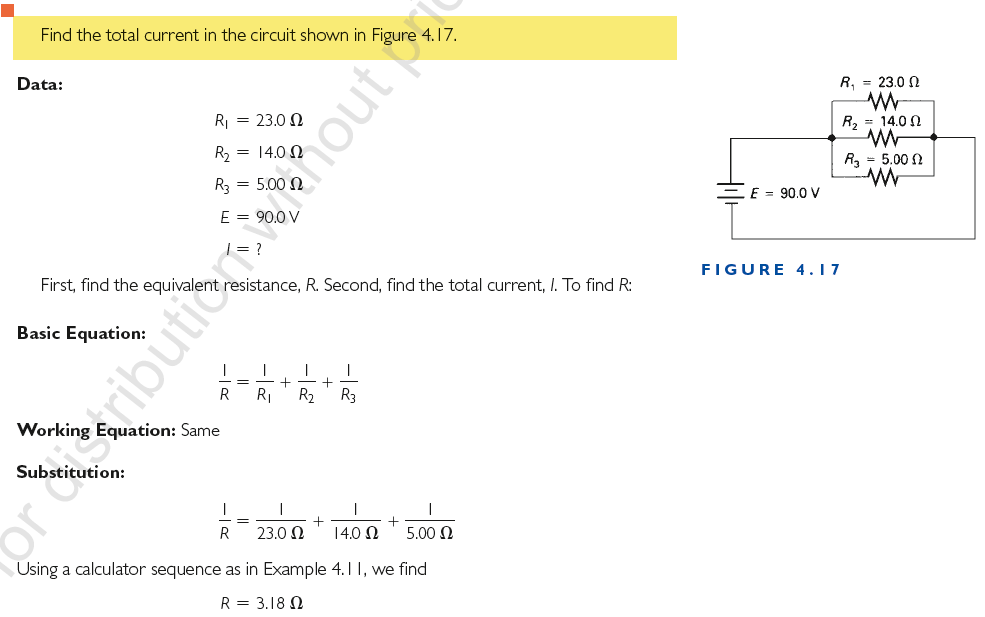 Find the total current in the circuit shown in Figure 4.17.
Data:
R₁ = 23.0 Ω
R₂ = 14.0 Ω
R₃ = 5.00 Ω
E = 90.0 V
I = ?
First, find the equivalent resistance, R. Second, find the total current, I. To find R:
Basic Equation:
1/R = 1/R₁ + 1/R₂ + 1/R₃
Working Equation: Same
Substitution:
1/R = 1/23.0 Ω + 1/14.0 Ω + 1/5.00 Ω
Using a calculator sequence as in Example 4.11, we find
R = 3.18 Ω
R₁ = 23.0 Ω
R₂ = 14.0 Ω
R₃ = 5.00 Ω
E = 90.0 V
FIGURE 4.17
or distribution without